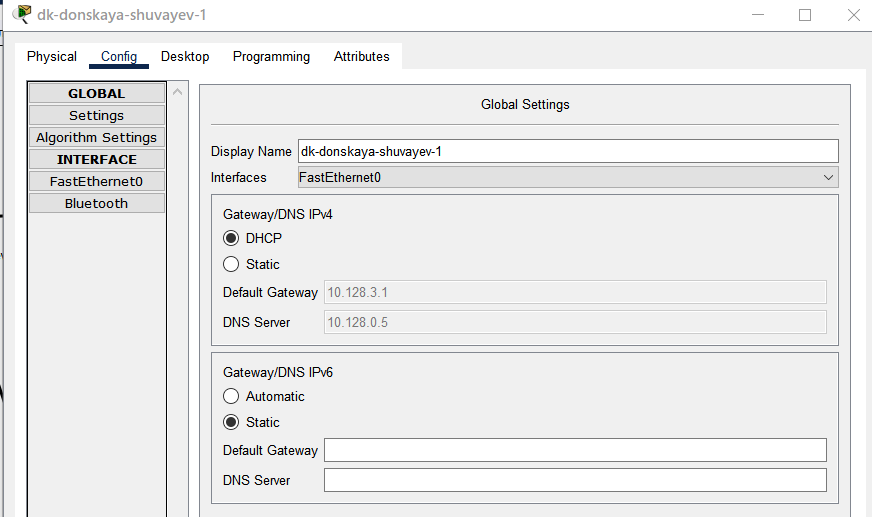 dk-donskaya-shuvayev-1
Physical Config Desktop Programming Attributes
GLOBAL
Settings
Algorithm Settings
INTERFACE
FastEthernet0
Bluetooth
Global Settings
Display Name dk-donskaya-shuvayev-1
Interfaces FastEthernet0
Gateway/DNS IPv4
DHCP
Static
Default Gateway 10.128.3.1
DNS Server 10.128.0.5
Gateway/DNS IPv6
Automatic
Static
Default Gateway
DNS Server